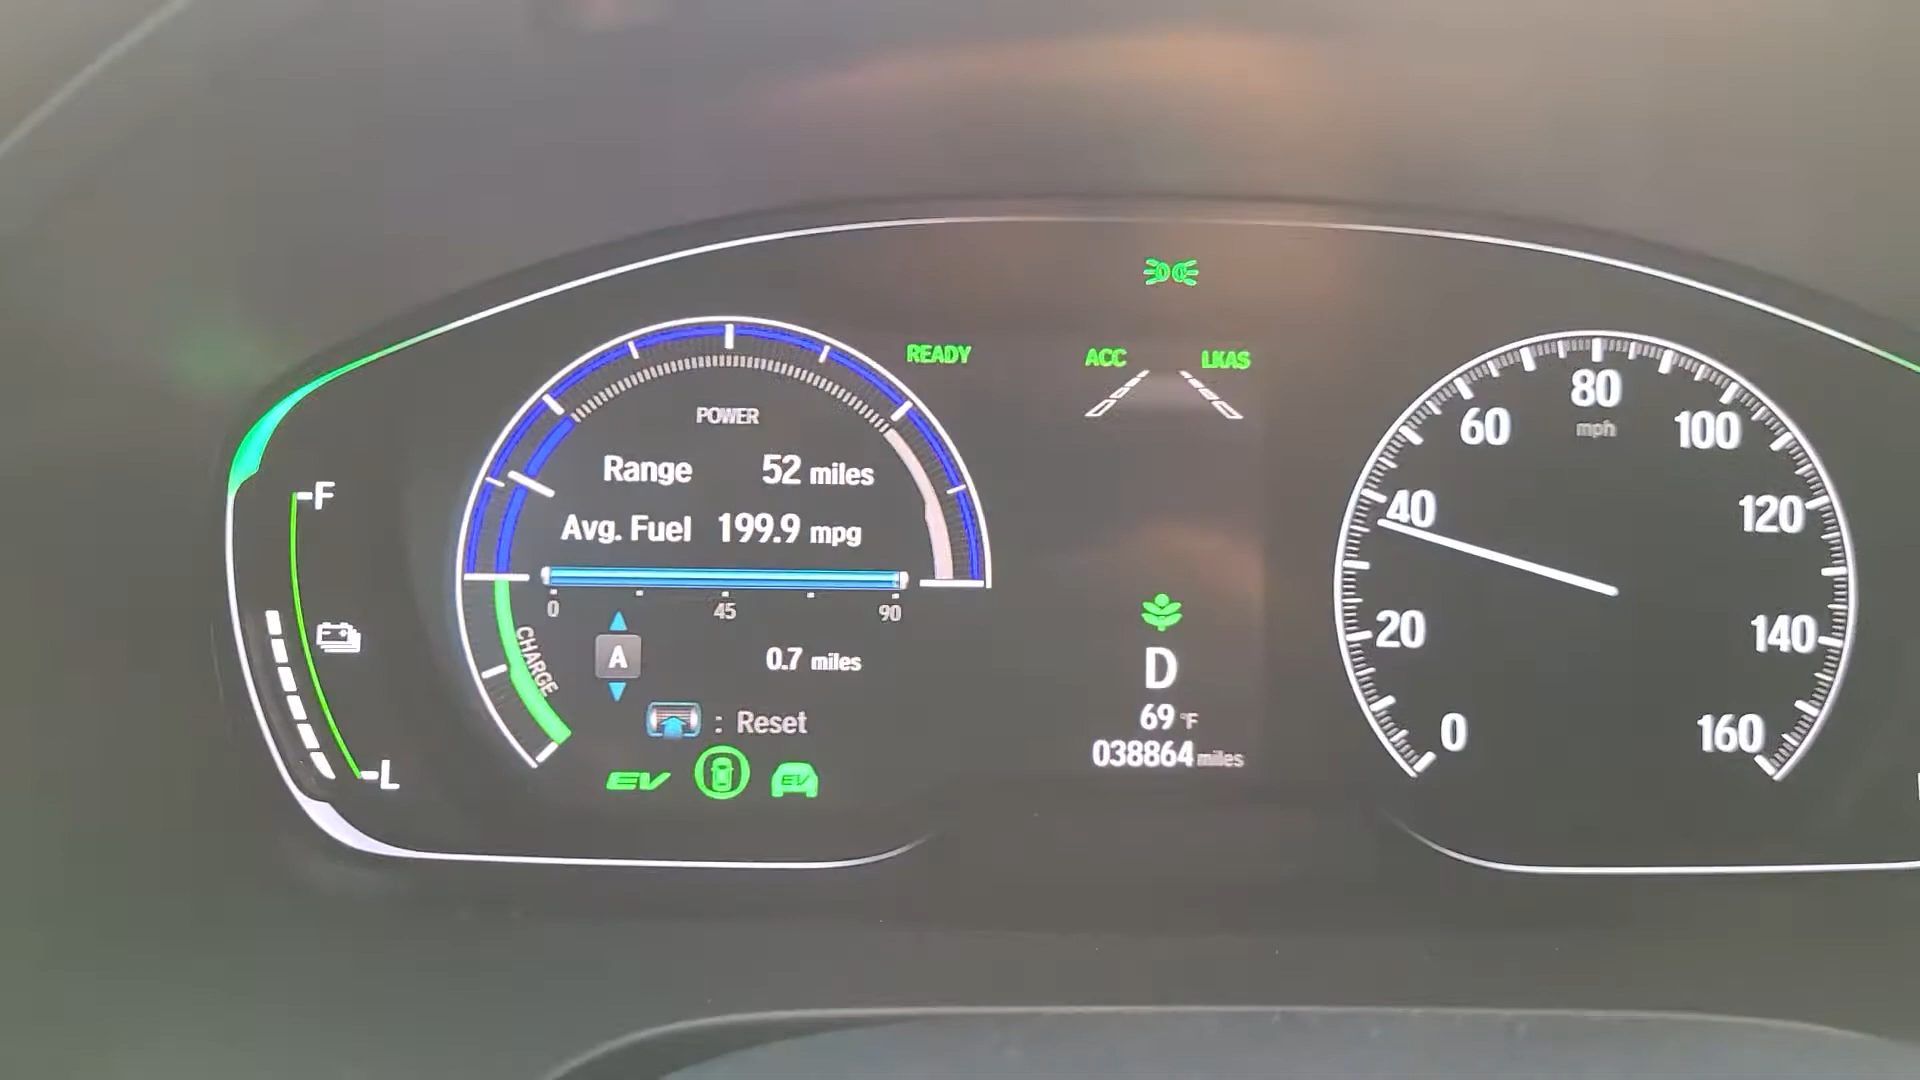 READY
ACC LKAS
POWER
Range 52 miles
Avg. Fuel 199.9 mpg
0 45 90
A 0.7 miles
: Reset
EV EV
CHARGE
-F
-L
D
69 °F
038864 miles
0
20
40
60
80
mph
100
120
140
160